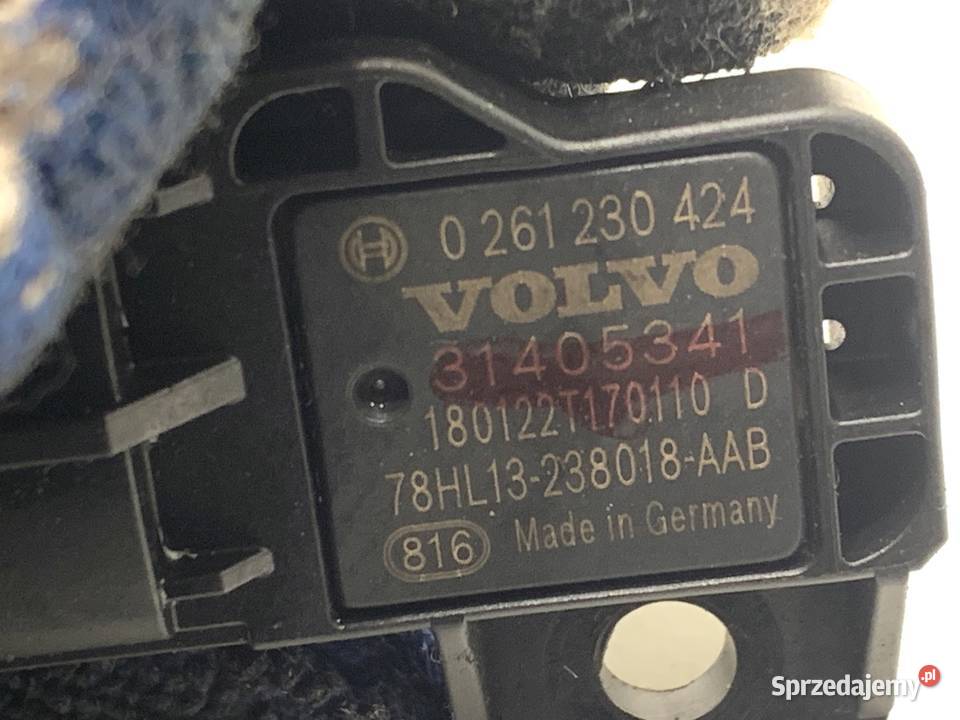 0 261 230 424
VOLVO
31405341
180122T170110 D
78HL13-238018-AAB
816 Made in Germany
Sprzedajemy.pl